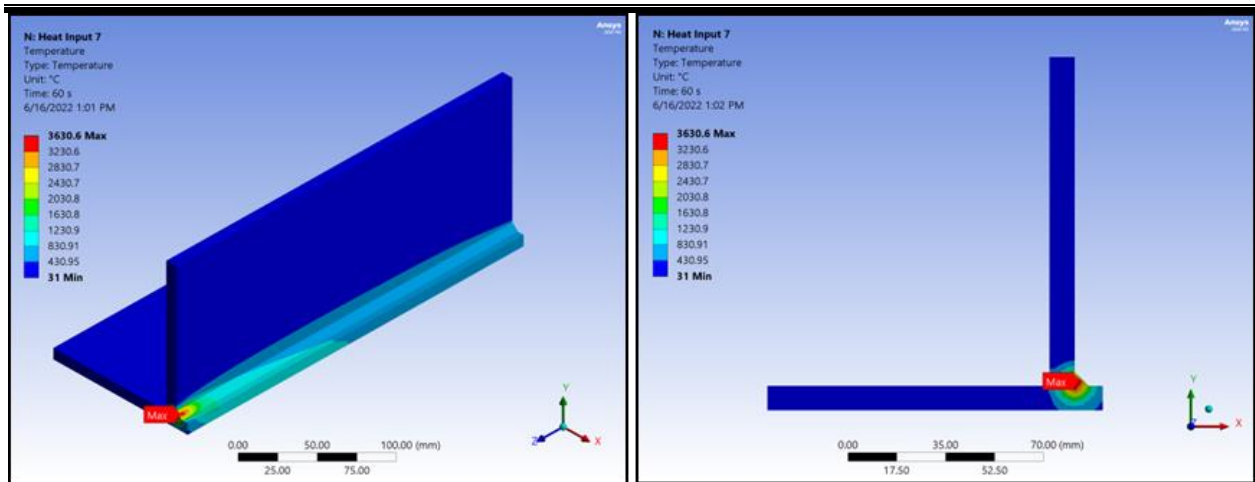 N: Heat Input 7
Temperature
Type: Temperature
Unit: °C
Time: 60 s
6/16/2022 1:01 PM
3630.6 Max
3230.6
2830.7
2430.7
2030.8
1630.8
1230.9
830.91
430.95
31 Min
Ansys
Max
Y
X
Z
0.00 50.00 100.00 (mm)
25.00 75.00
N: Heat Input 7
Temperature
Type: Temperature
Unit: °C
Time: 60 s
6/16/2022 1:02 PM
3630.6 Max
3230.6
2830.7
2430.7
2030.8
1630.8
1230.9
830.91
430.95
31 Min
Ansys
Max
Y
X
Z
0.00 35.00 70.00 (mm)
17.50 52.50